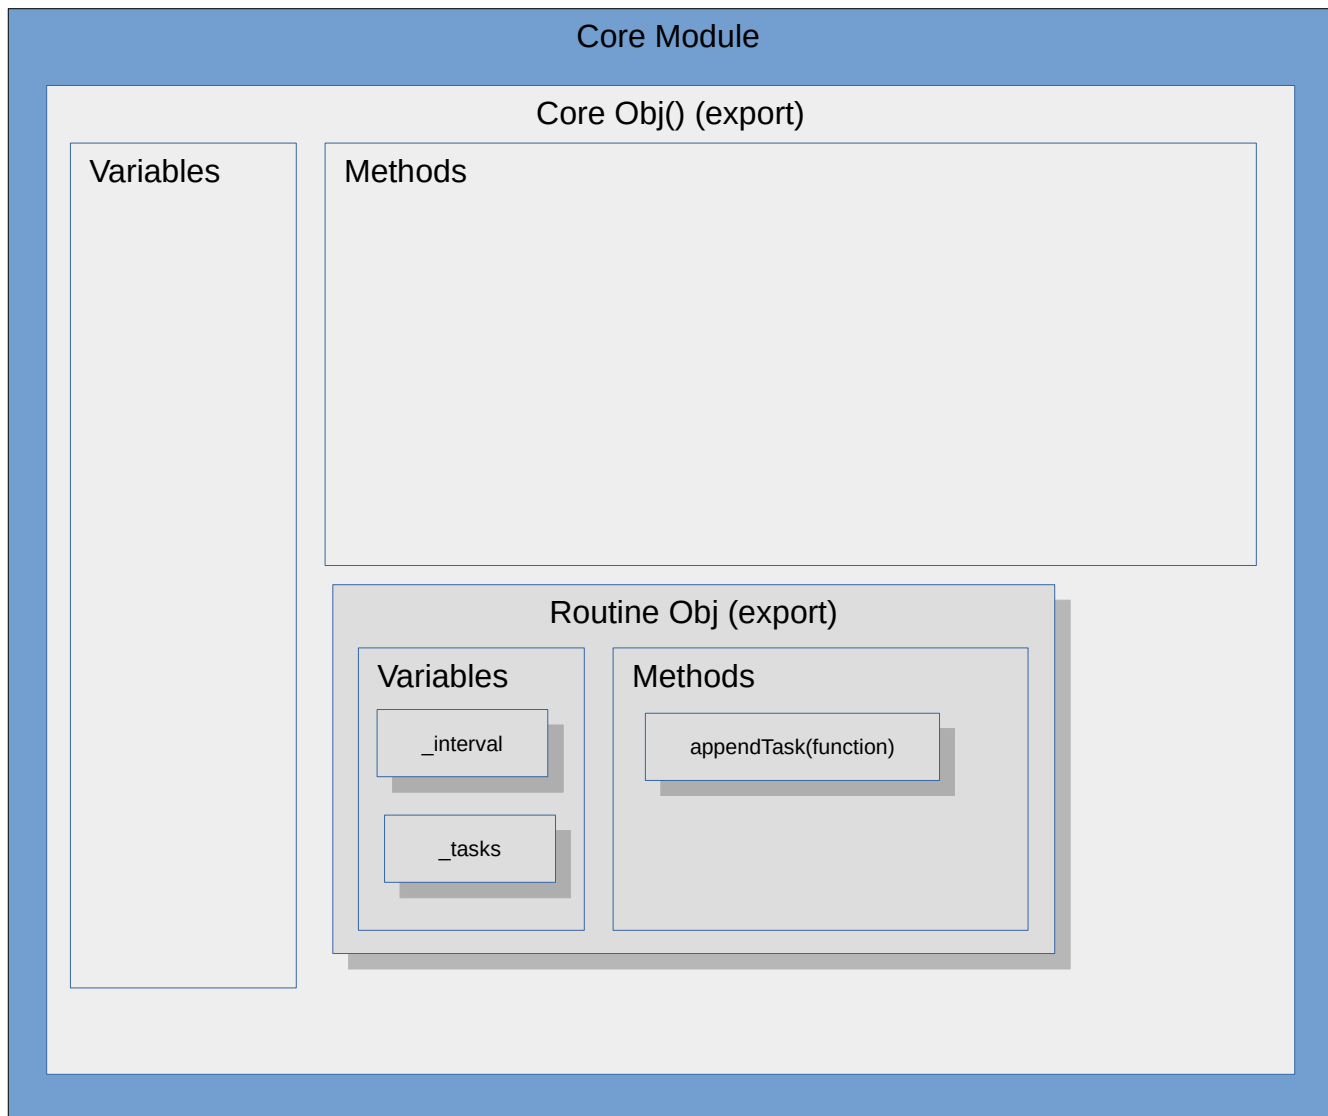 Core Module
Core Obj() (export)
Variables
Methods
Routine Obj (export)
Variables
Methods
_interval
appendTask(function)
_tasks